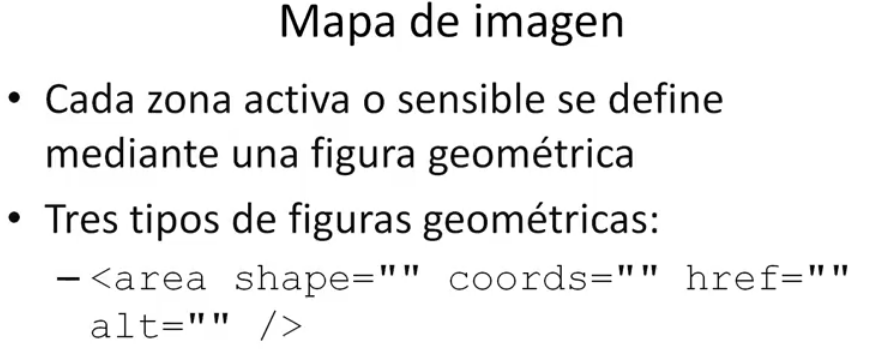 Mapa de imagen
• Cada zona activa o sensible se define
mediante una figura geométrica
• Tres tipos de figuras geométricas:
– <area shape="" coords="" href=""
alt="" />